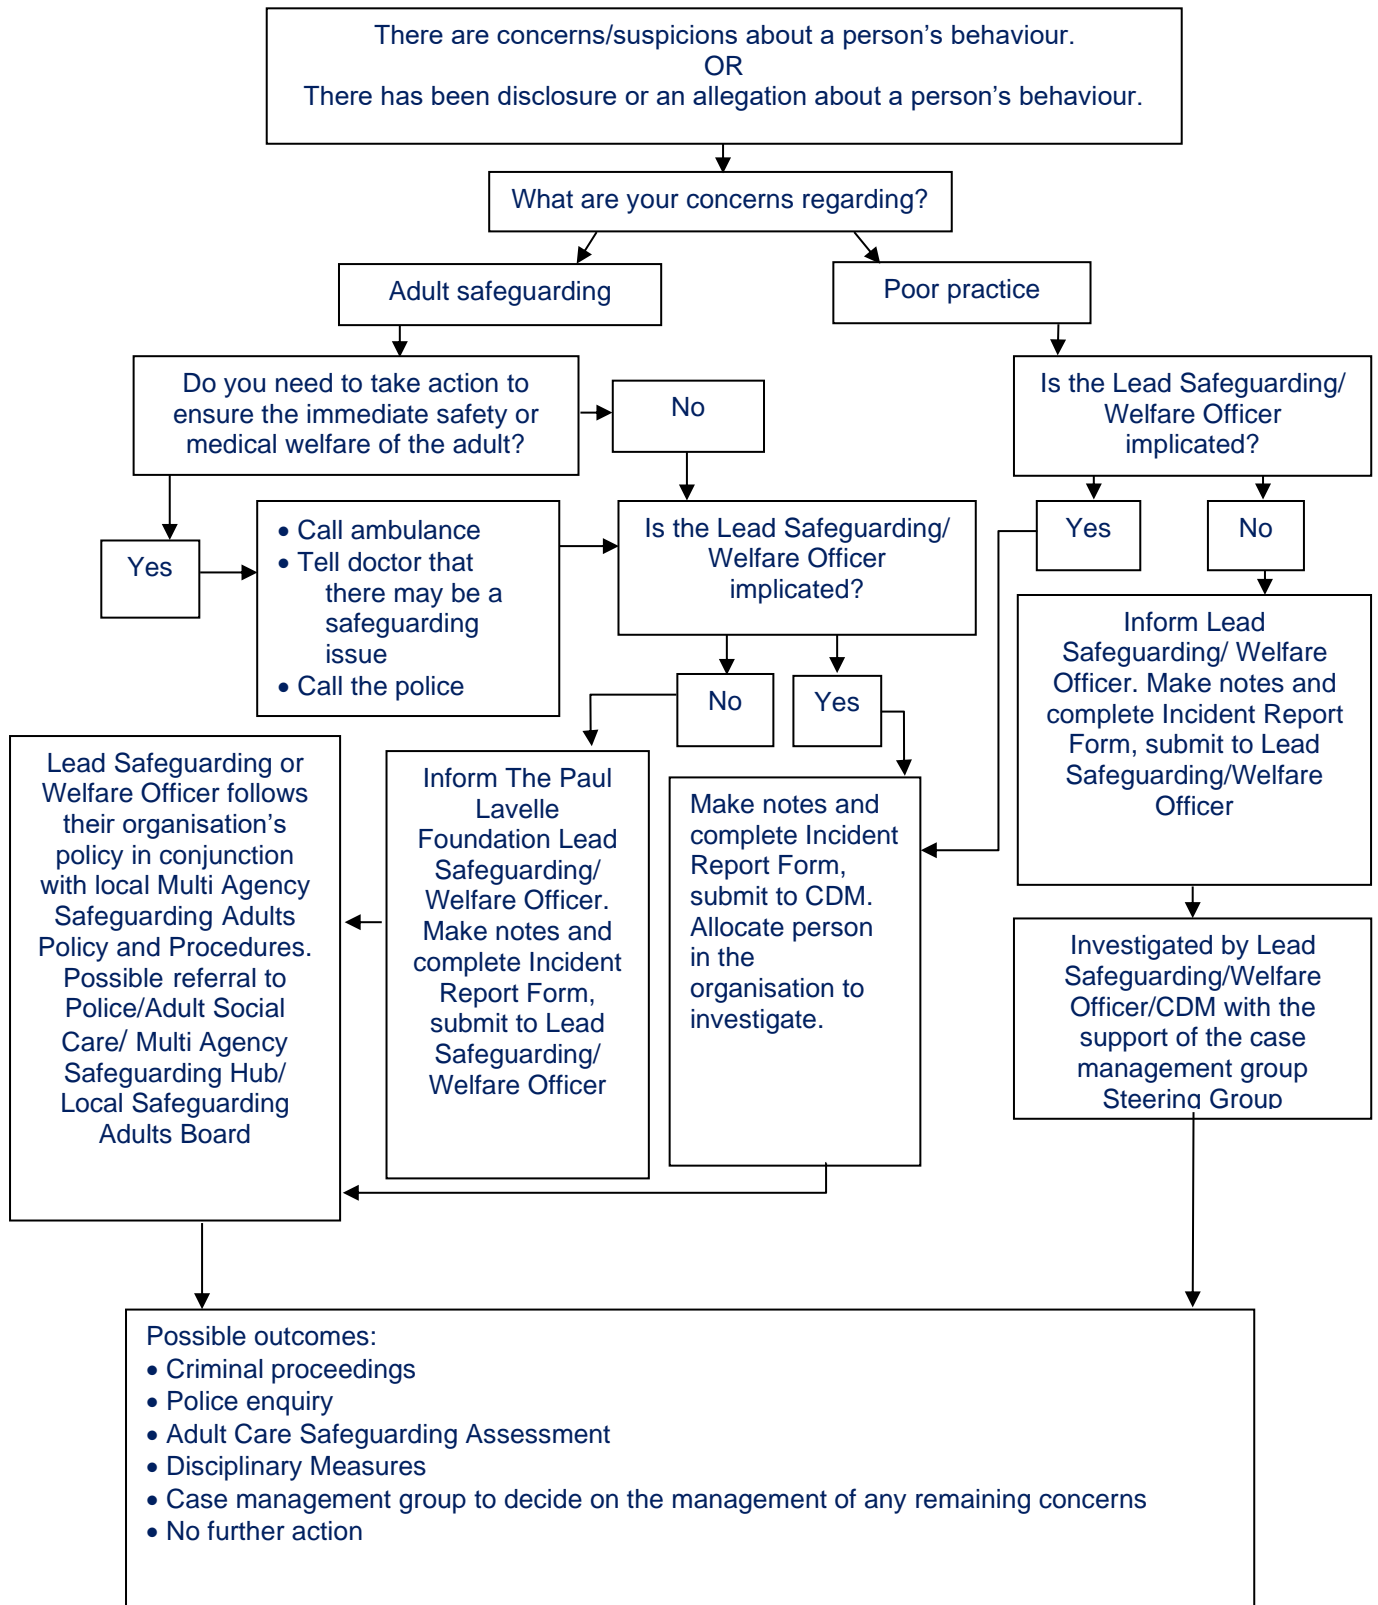 There are concerns/suspicions about a person’s behaviour.
OR
There has been disclosure or an allegation about a person’s behaviour.
What are your concerns regarding?
Adult safeguarding
Poor practice
Do you need to take action to
ensure the immediate safety or
medical welfare of the adult?
No
Is the Lead Safeguarding/
Welfare Officer
implicated?
Yes
• Call ambulance
• Tell doctor that
there may be a
safeguarding
issue
• Call the police
Is the Lead Safeguarding/
Welfare Officer
implicated?
Yes
No
No
Yes
Inform Lead
Safeguarding/ Welfare
Officer. Make notes and
complete Incident Report
Form, submit to Lead
Safeguarding/Welfare
Officer
Lead Safeguarding or
Welfare Officer follows
their organisation’s
policy in conjunction
with local Multi Agency
Safeguarding Adults
Policy and Procedures.
Possible referral to
Police/Adult Social
Care/ Multi Agency
Safeguarding Hub/
Local Safeguarding
Adults Board
Inform The Paul
Lavelle
Foundation Lead
Safeguarding/
Welfare Officer.
Make notes and
complete Incident
Report Form,
submit to Lead
Safeguarding/
Welfare Officer
Make notes and
complete Incident
Report Form,
submit to CDM.
Allocate person
in the
organisation to
investigate.
Investigated by Lead
Safeguarding/Welfare
Officer/CDM with the
support of the case
management group
Steering Group
Possible outcomes:
• Criminal proceedings
• Police enquiry
• Adult Care Safeguarding Assessment
• Disciplinary Measures
• Case management group to decide on the management of any remaining concerns
• No further action